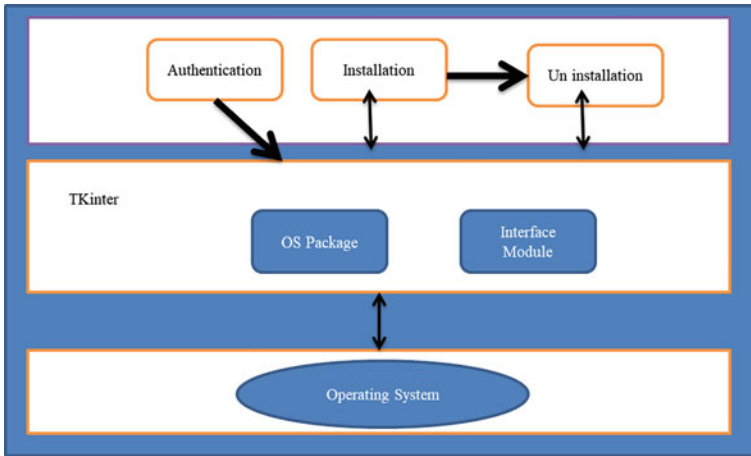 Authentication
Installation
Un installation
TKinter
OS Package
Interface
Module
Operating System